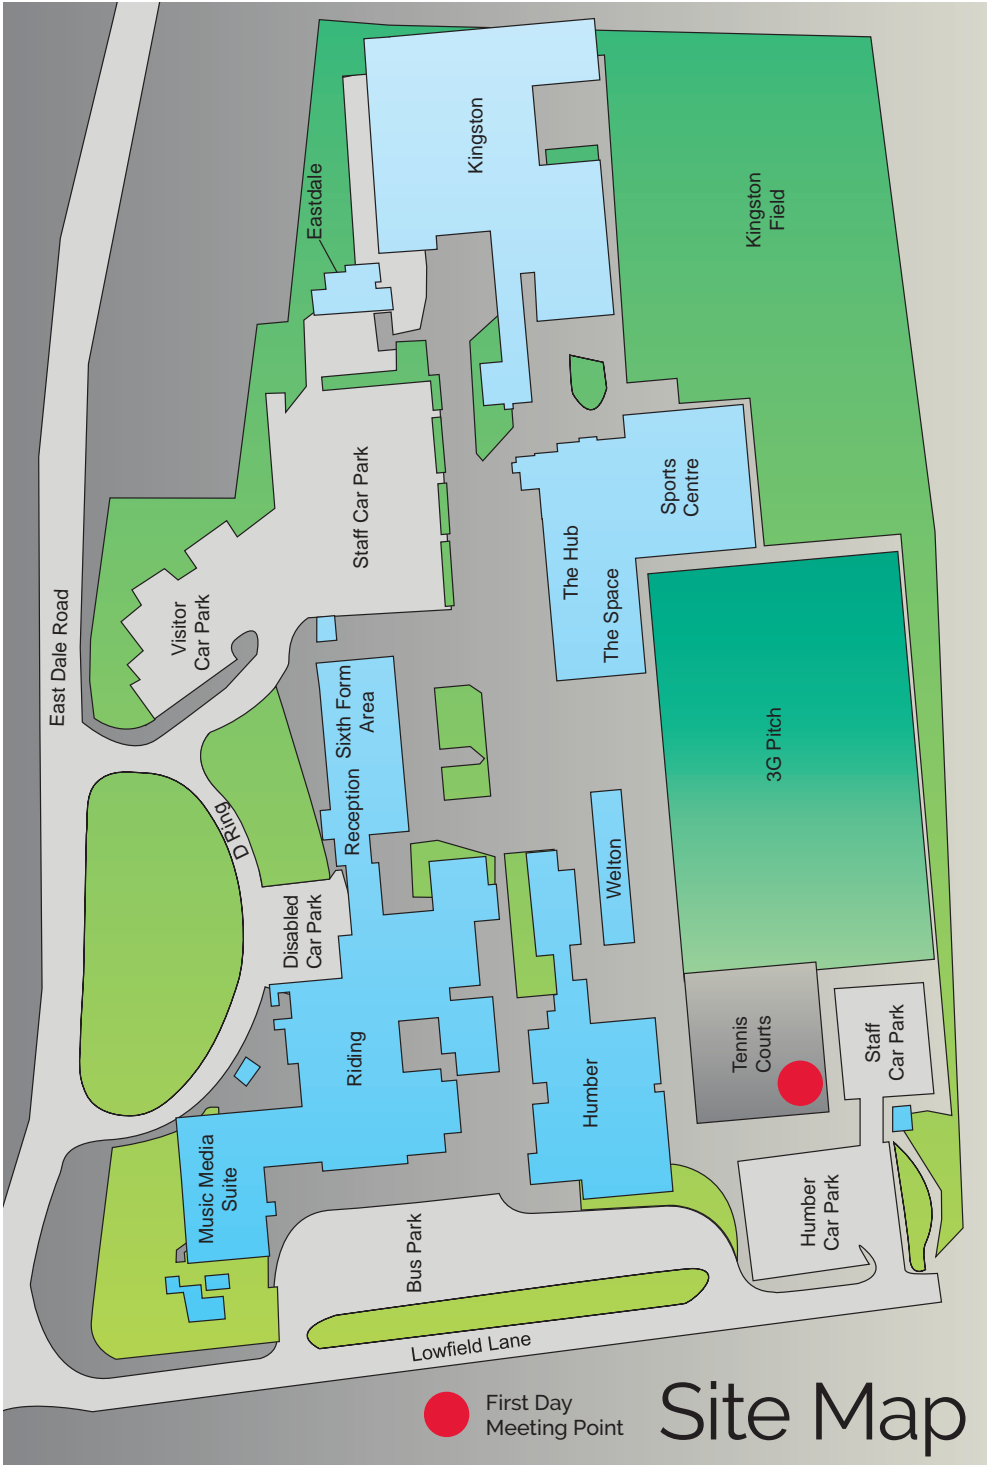 Kingston
Eastdale
Kingston
Field
Staff Car Park
Sports
Centre
The Hub
The Space
Visitor
Car Park
East Dale Road
Sixth Form
Area
Reception
3G Pitch
D Ring
Welton
Disabled
Car Park
Riding
Humber
Tennis
Courts
Staff
Car Park
Music Media
Suite
Humber
Car Park
Bus Park
Lowfield Lane
First Day
Meeting Point
Site Map